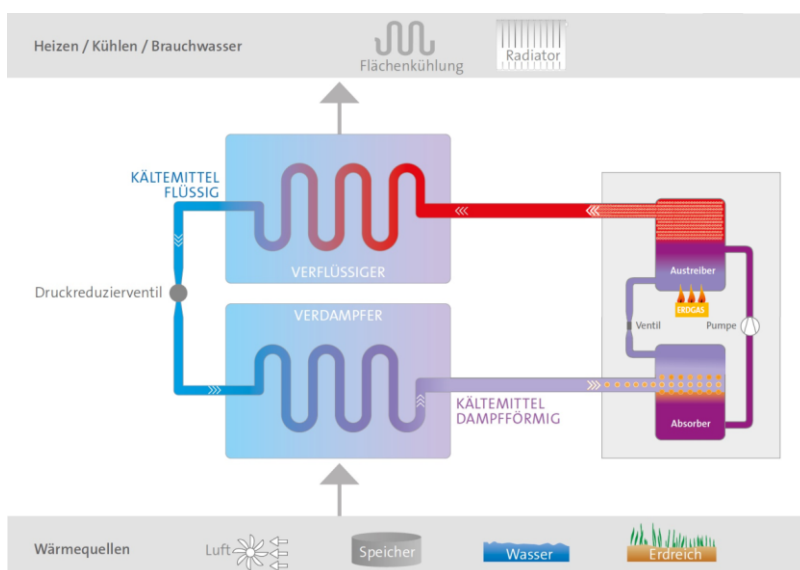 Heizen / Kühlen / Brauchwasser
Flächenkühlung
Radiator
KÄLTEMITTEL
FLÜSSIG
VERFLÜSSIGER
Druckreduzierventil
VERDAMPFER
KÄLTEMITTEL
DAMPFFÖRMIG
Austreiber
ERDGAS
Ventil
Pumpe
Absorber
Wärmequellen
Luft
Speicher
Wasser
Erdreich